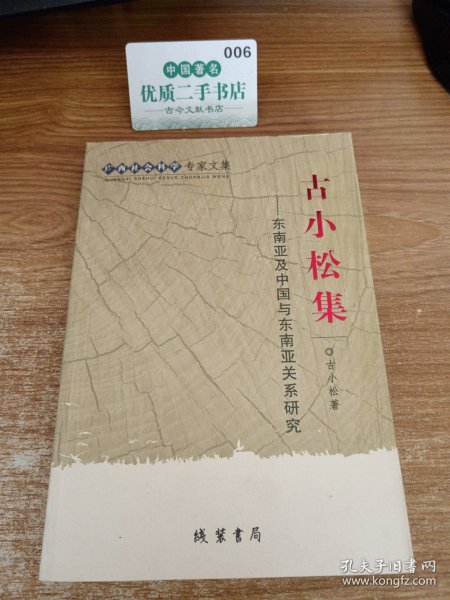 006
中国著名
优质二手书店
古今文献书店
广西社会科学专家文集
GUANGXI SHEHUI KEXUE ZHUANJIA WENJI
古小松集
——东南亚及中国与东南亚关系研究
古小松著
线装书局
孔夫子旧书网
www.kongfz.com